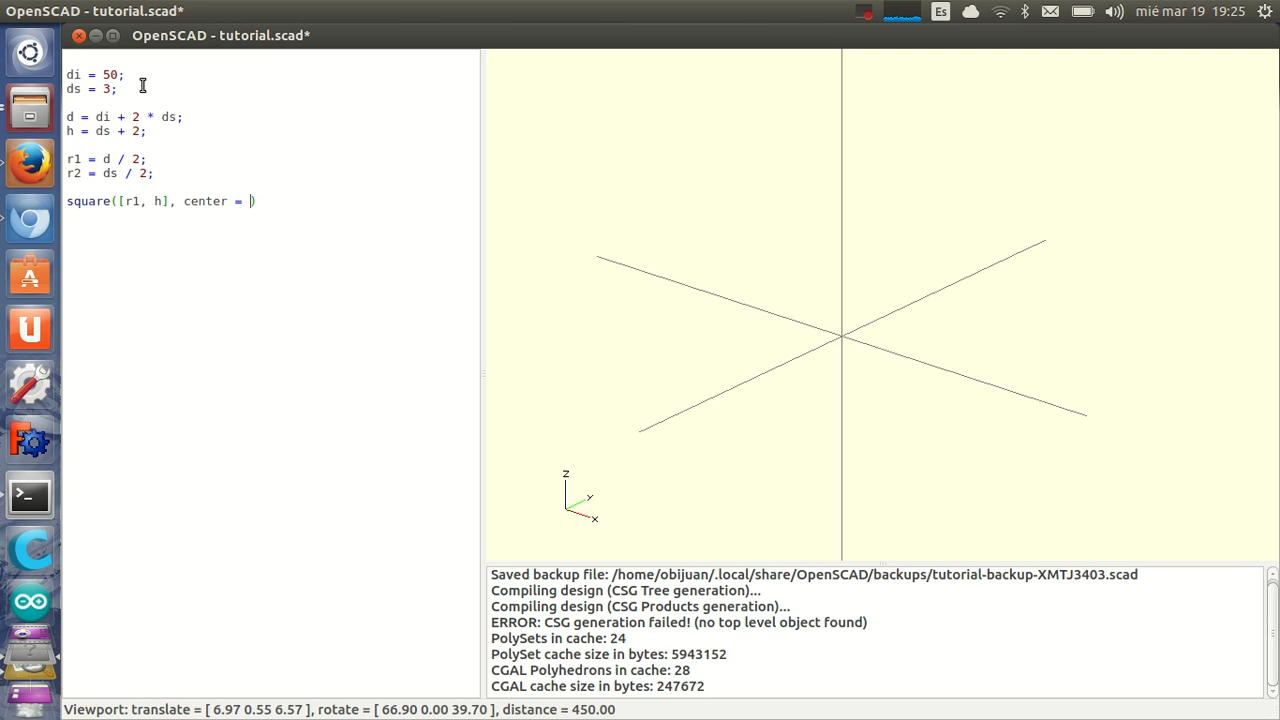 OpenSCAD - tutorial.scad*
Es
mié mar 19 19:25
OpenSCAD - tutorial.scad*
di = 50;
ds = 3;
d = di + 2 * ds;
h = ds + 2;
r1 = d / 2;
r2 = ds / 2;
square([r1, h], center = )
Z
Y
X
Saved backup file: /home/obijuan/.local/share/OpenSCAD/backups/tutorial-backup-XMTJ3403.scad
Compiling design (CSG Tree generation)...
Compiling design (CSG Products generation)...
ERROR: CSG generation failed! (no top level object found)
PolySets in cache: 24
PolySet cache size in bytes: 5943152
CGAL Polyhedrons in cache: 28
CGAL cache size in bytes: 247672
Viewport: translate = [ 6.97 0.55 6.57 ], rotate = [ 66.90 0.00 39.70 ], distance = 450.00